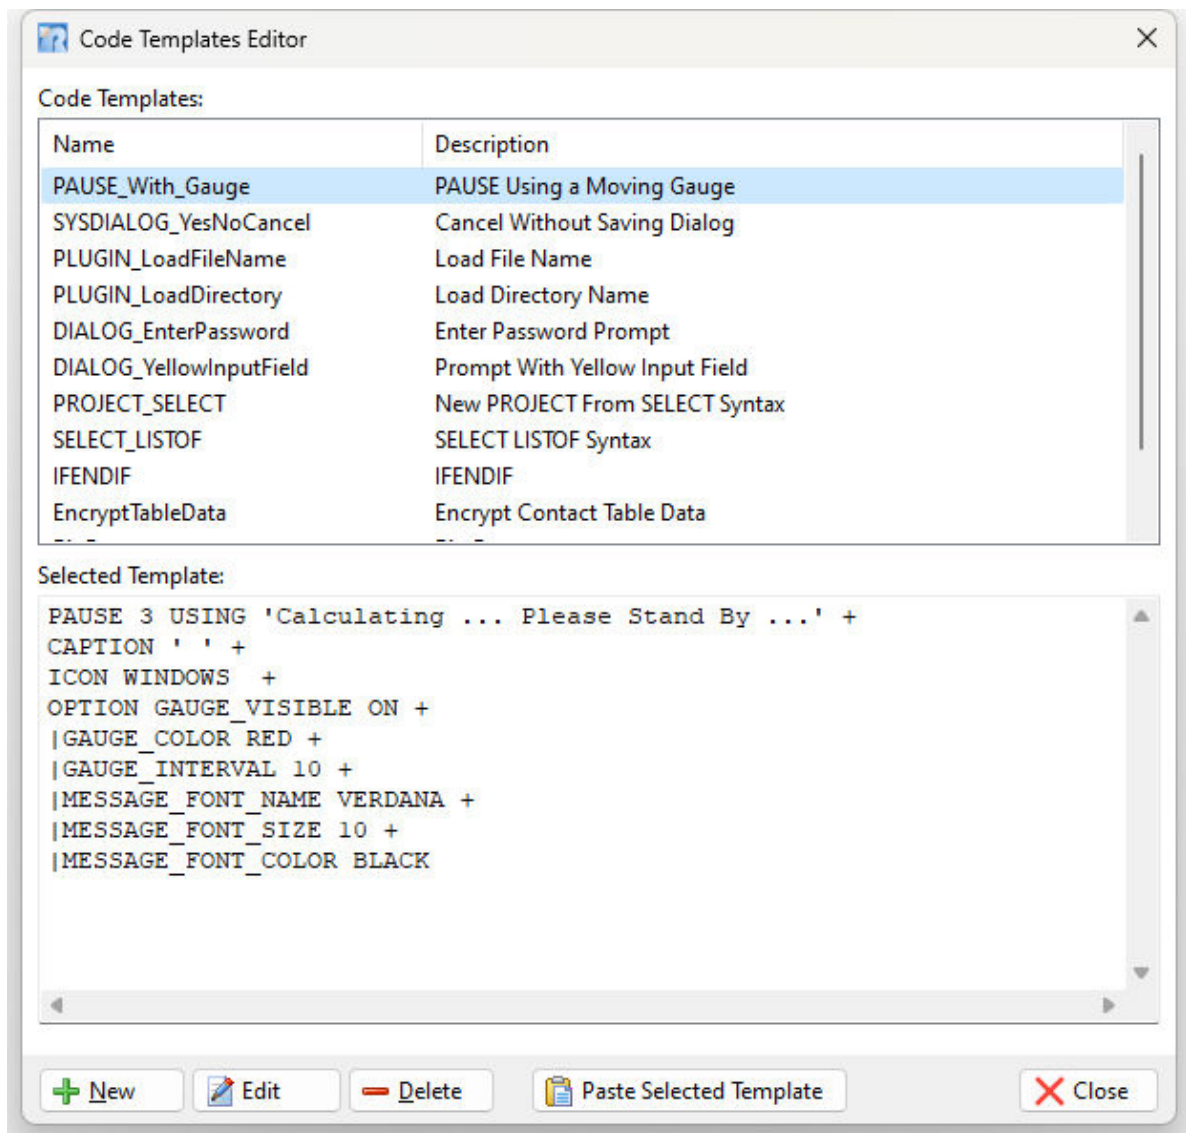 Code Templates Editor
Code Templates:
Name Description
PAUSE_With_Gauge PAUSE Using a Moving Gauge
SYSDIALOG_YesNoCancel Cancel Without Saving Dialog
PLUGIN_LoadFileName Load File Name
PLUGIN_LoadDirectory Load Directory Name
DIALOG_EnterPassword Enter Password Prompt
DIALOG_YellowInputField Prompt With Yellow Input Field
PROJECT_SELECT New PROJECT From SELECT Syntax
SELECT_LISTOF SELECT LISTOF Syntax
IFENDIF IFENDIF
EncryptTableData Encrypt Contact Table Data
Selected Template:
PAUSE 3 USING 'Calculating ... Please Stand By ...' +
CAPTION ' ' +
ICON WINDOWS  +
OPTION GAUGE_VISIBLE ON +
|GAUGE_COLOR RED +
|GAUGE_INTERVAL 10 +
|MESSAGE_FONT_NAME VERDANA +
|MESSAGE_FONT_SIZE 10 +
|MESSAGE_FONT_COLOR BLACK
New Edit Delete Paste Selected Template Close